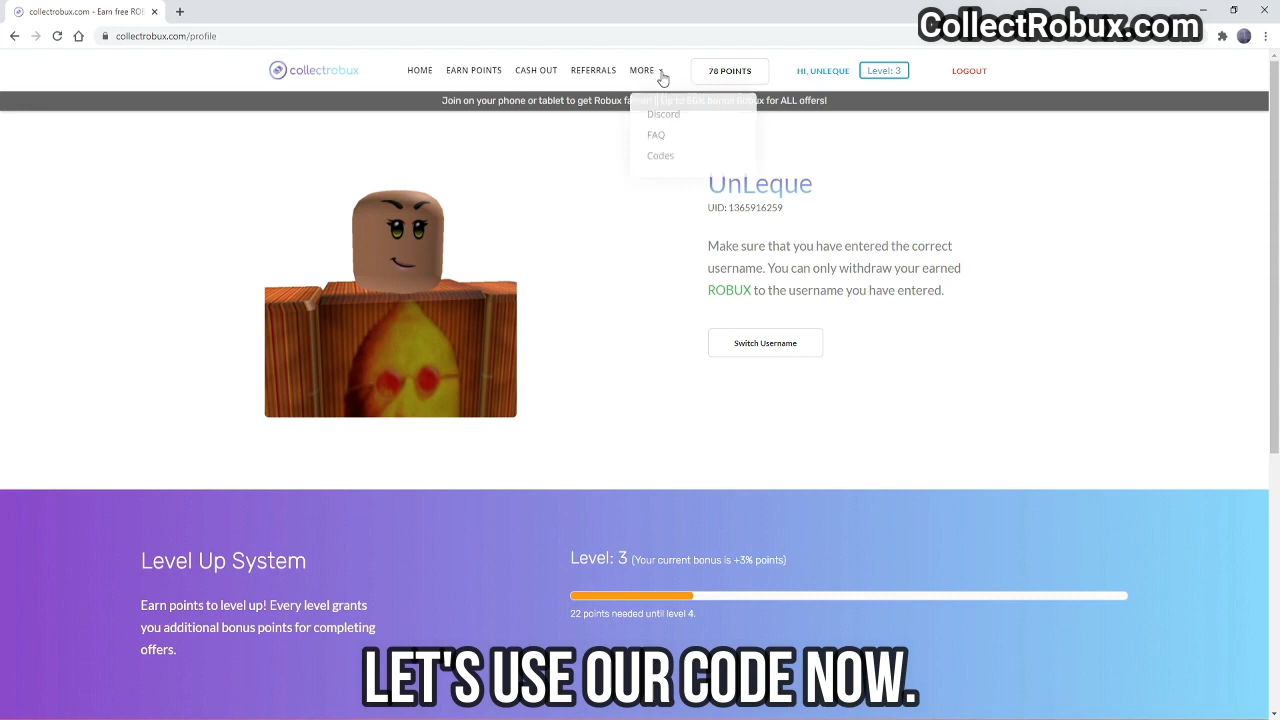 collectrobux.com - Earn free RO
CollectRobux.com
collectrobux.com/profile
collectrobux
HOME EARN POINTS CASH OUT REFERRALS MORE 78 POINTS HI, UNLEQUE Level: 3 LOGOUT
Join on your phone or tablet to get Robux faster! || Up to 60% bonus Robux for ALL offers!
Discord
FAQ
Codes
UnLeque
UID: 1365916259
Make sure that you have entered the correct
username. You can only withdraw your earned
ROBUX to the username you have entered.
Switch Username
Level Up System
Level: 3 (Your current bonus is +3% points)
Earn points to level up! Every level grants
you additional bonus points for completing
offers.
22 points needed until level 4.
LET'S USE OUR CODE NOW.